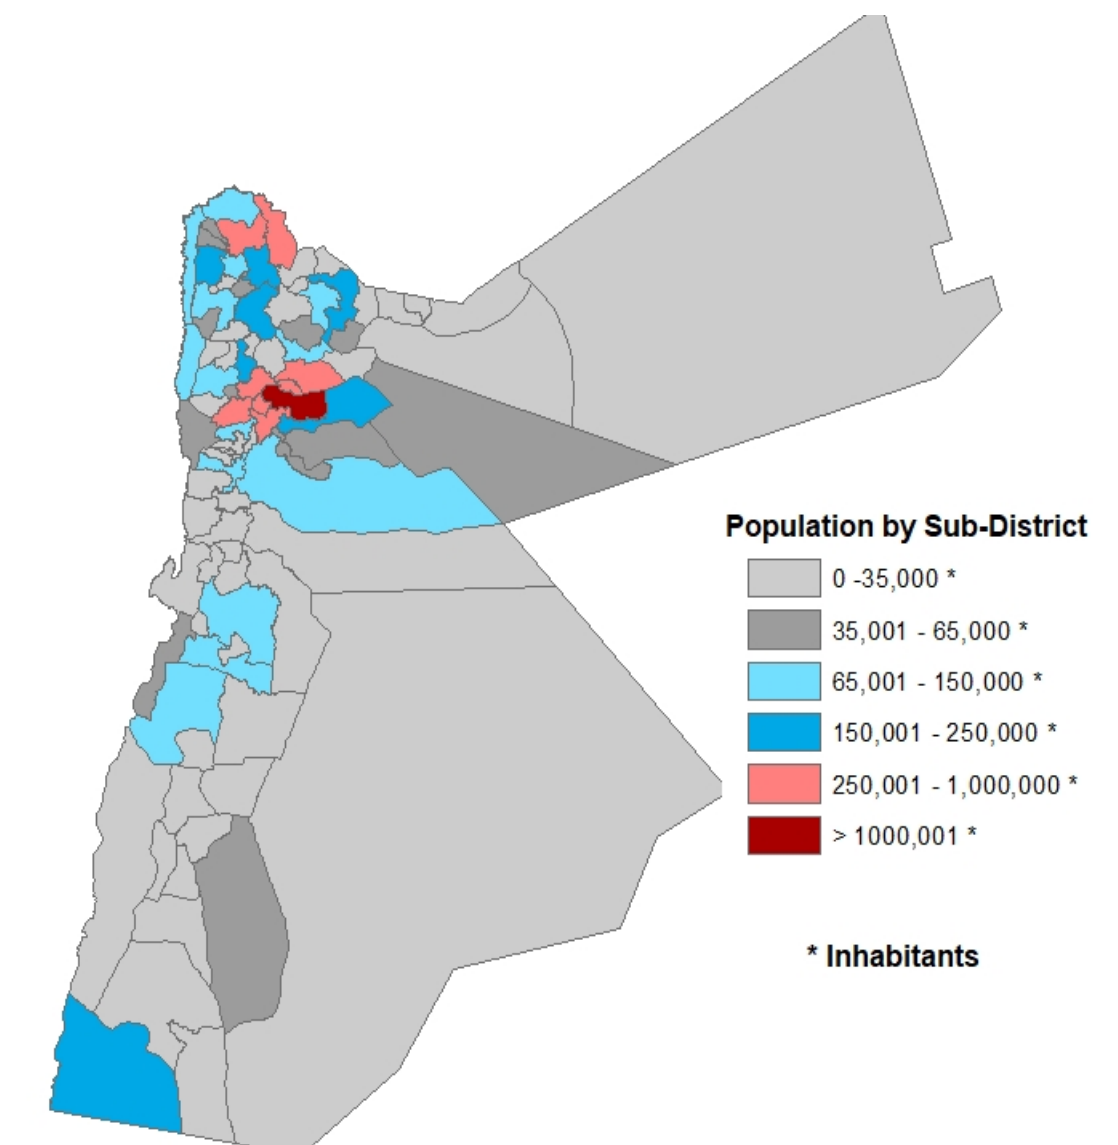 Population by Sub-District
0 -35,000 *
35,001 - 65,000 *
65,001 - 150,000 *
150,001 - 250,000 *
250,001 - 1,000,000 *
> 1000,001 *
* Inhabitants